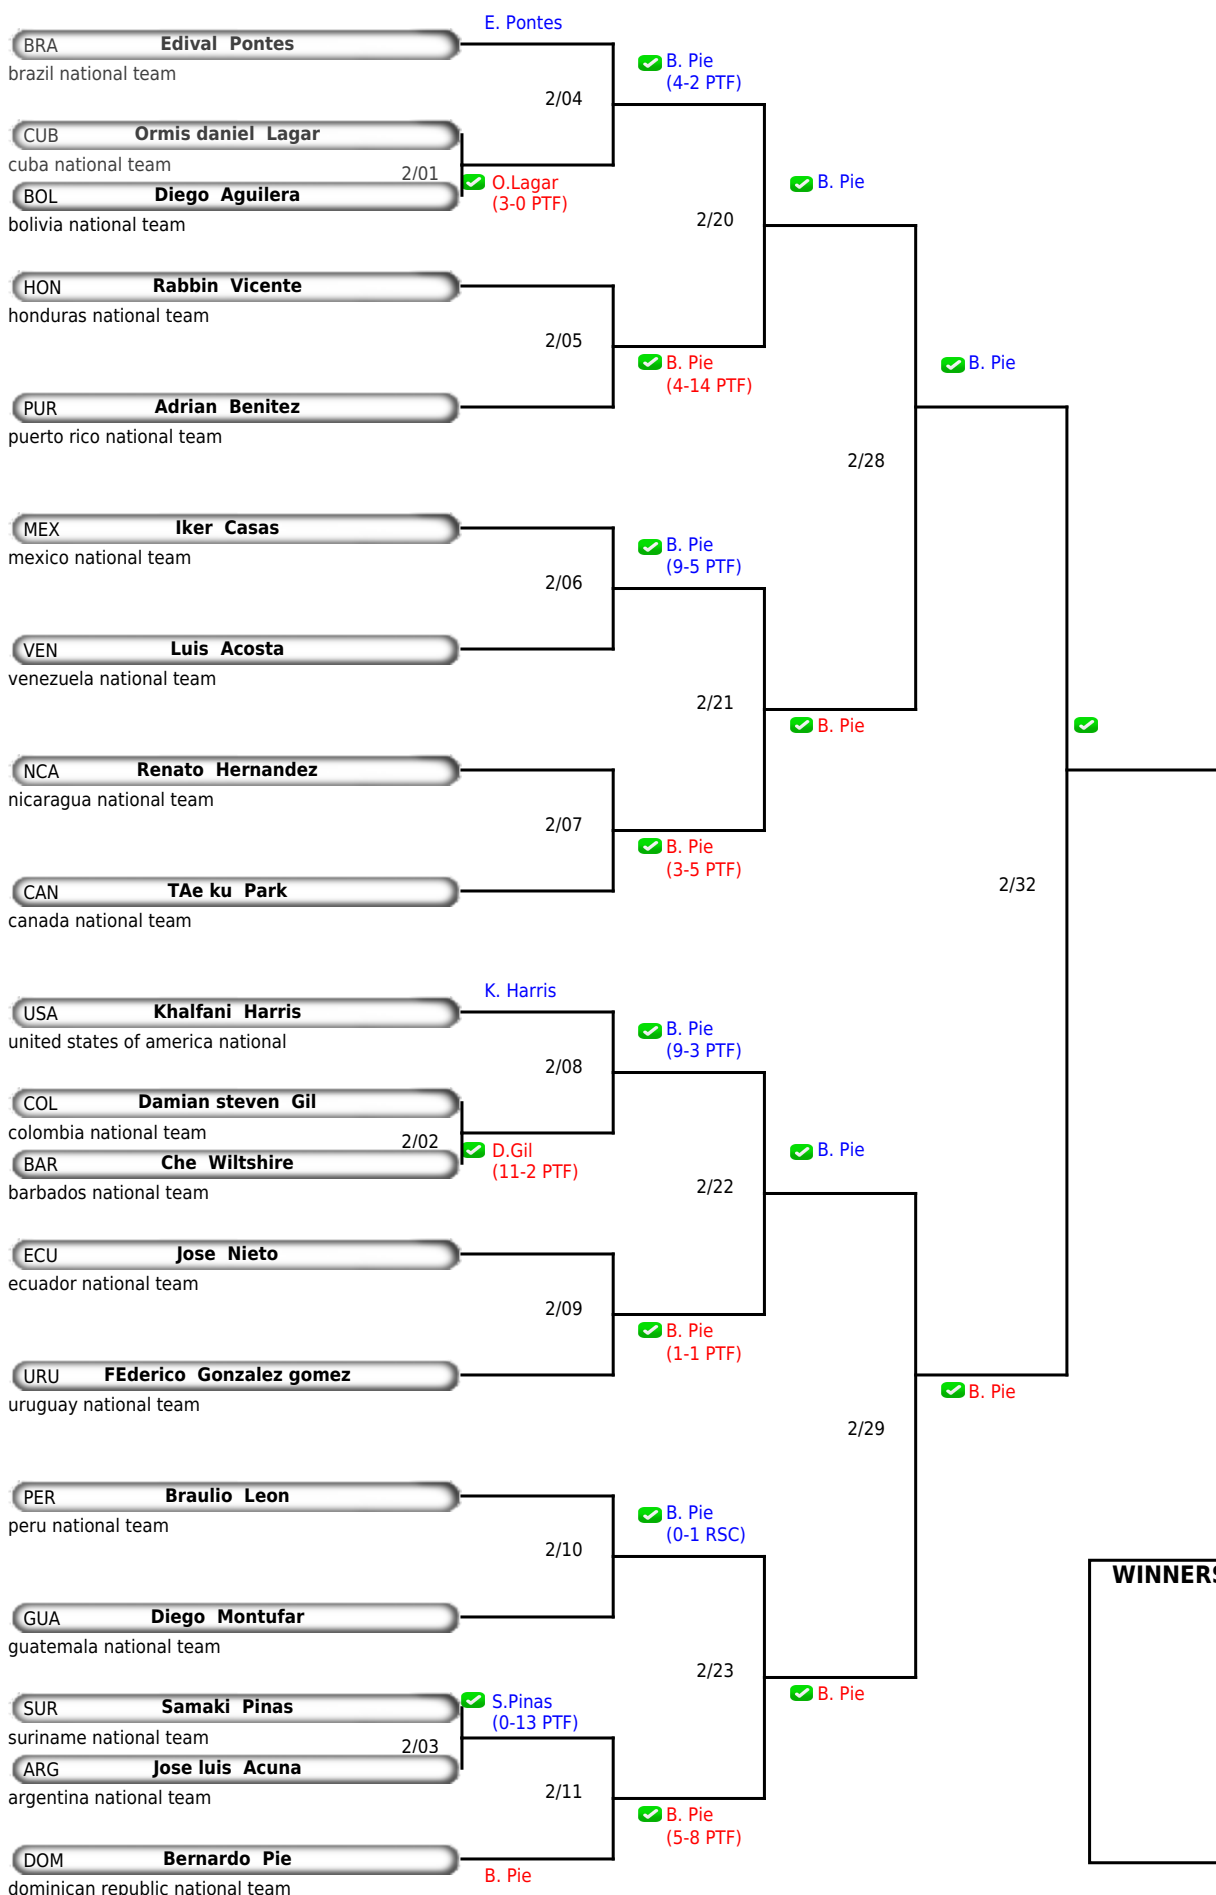 E. Pontes
BRA Edival Pontes
brazil national team
B. Pie
(4-2 PTF)
2/04
CUB Ormis daniel Lagar
cuba national team
2/01
O.Lagar
(3-0 PTF)
BOL Diego Aguilera
bolivia national team
B. Pie
2/20
HON Rabbin Vicente
honduras national team
2/05
B. Pie
(4-14 PTF)
B. Pie
PUR Adrian Benitez
puerto rico national team
2/28
MEX Iker Casas
mexico national team
B. Pie
(9-5 PTF)
2/06
VEN Luis Acosta
venezuela national team
2/21
B. Pie
NCA Renato Hernandez
nicaragua national team
2/07
B. Pie
(3-5 PTF)
CAN TAe ku Park
canada national team
2/32
K. Harris
USA Khalfani Harris
united states of america national
B. Pie
(9-3 PTF)
2/08
COL Damian steven Gil
colombia national team
2/02
D.Gil
(11-2 PTF)
BAR Che Wiltshire
barbados national team
B. Pie
2/22
ECU Jose Nieto
ecuador national team
2/09
B. Pie
(1-1 PTF)
URU FEderico Gonzalez gomez
uruguay national team
B. Pie
2/29
PER Braulio Leon
peru national team
B. Pie
(0-1 RSC)
2/10
WINNERS
GUA Diego Montufar
guatemala national team
2/23
B. Pie
SUR Samaki Pinas
suriname national team
S.Pinas
(0-13 PTF)
2/03
ARG Jose luis Acuna
argentina national team
2/11
B. Pie
(5-8 PTF)
DOM Bernardo Pie
B. Pie
dominican republic national team